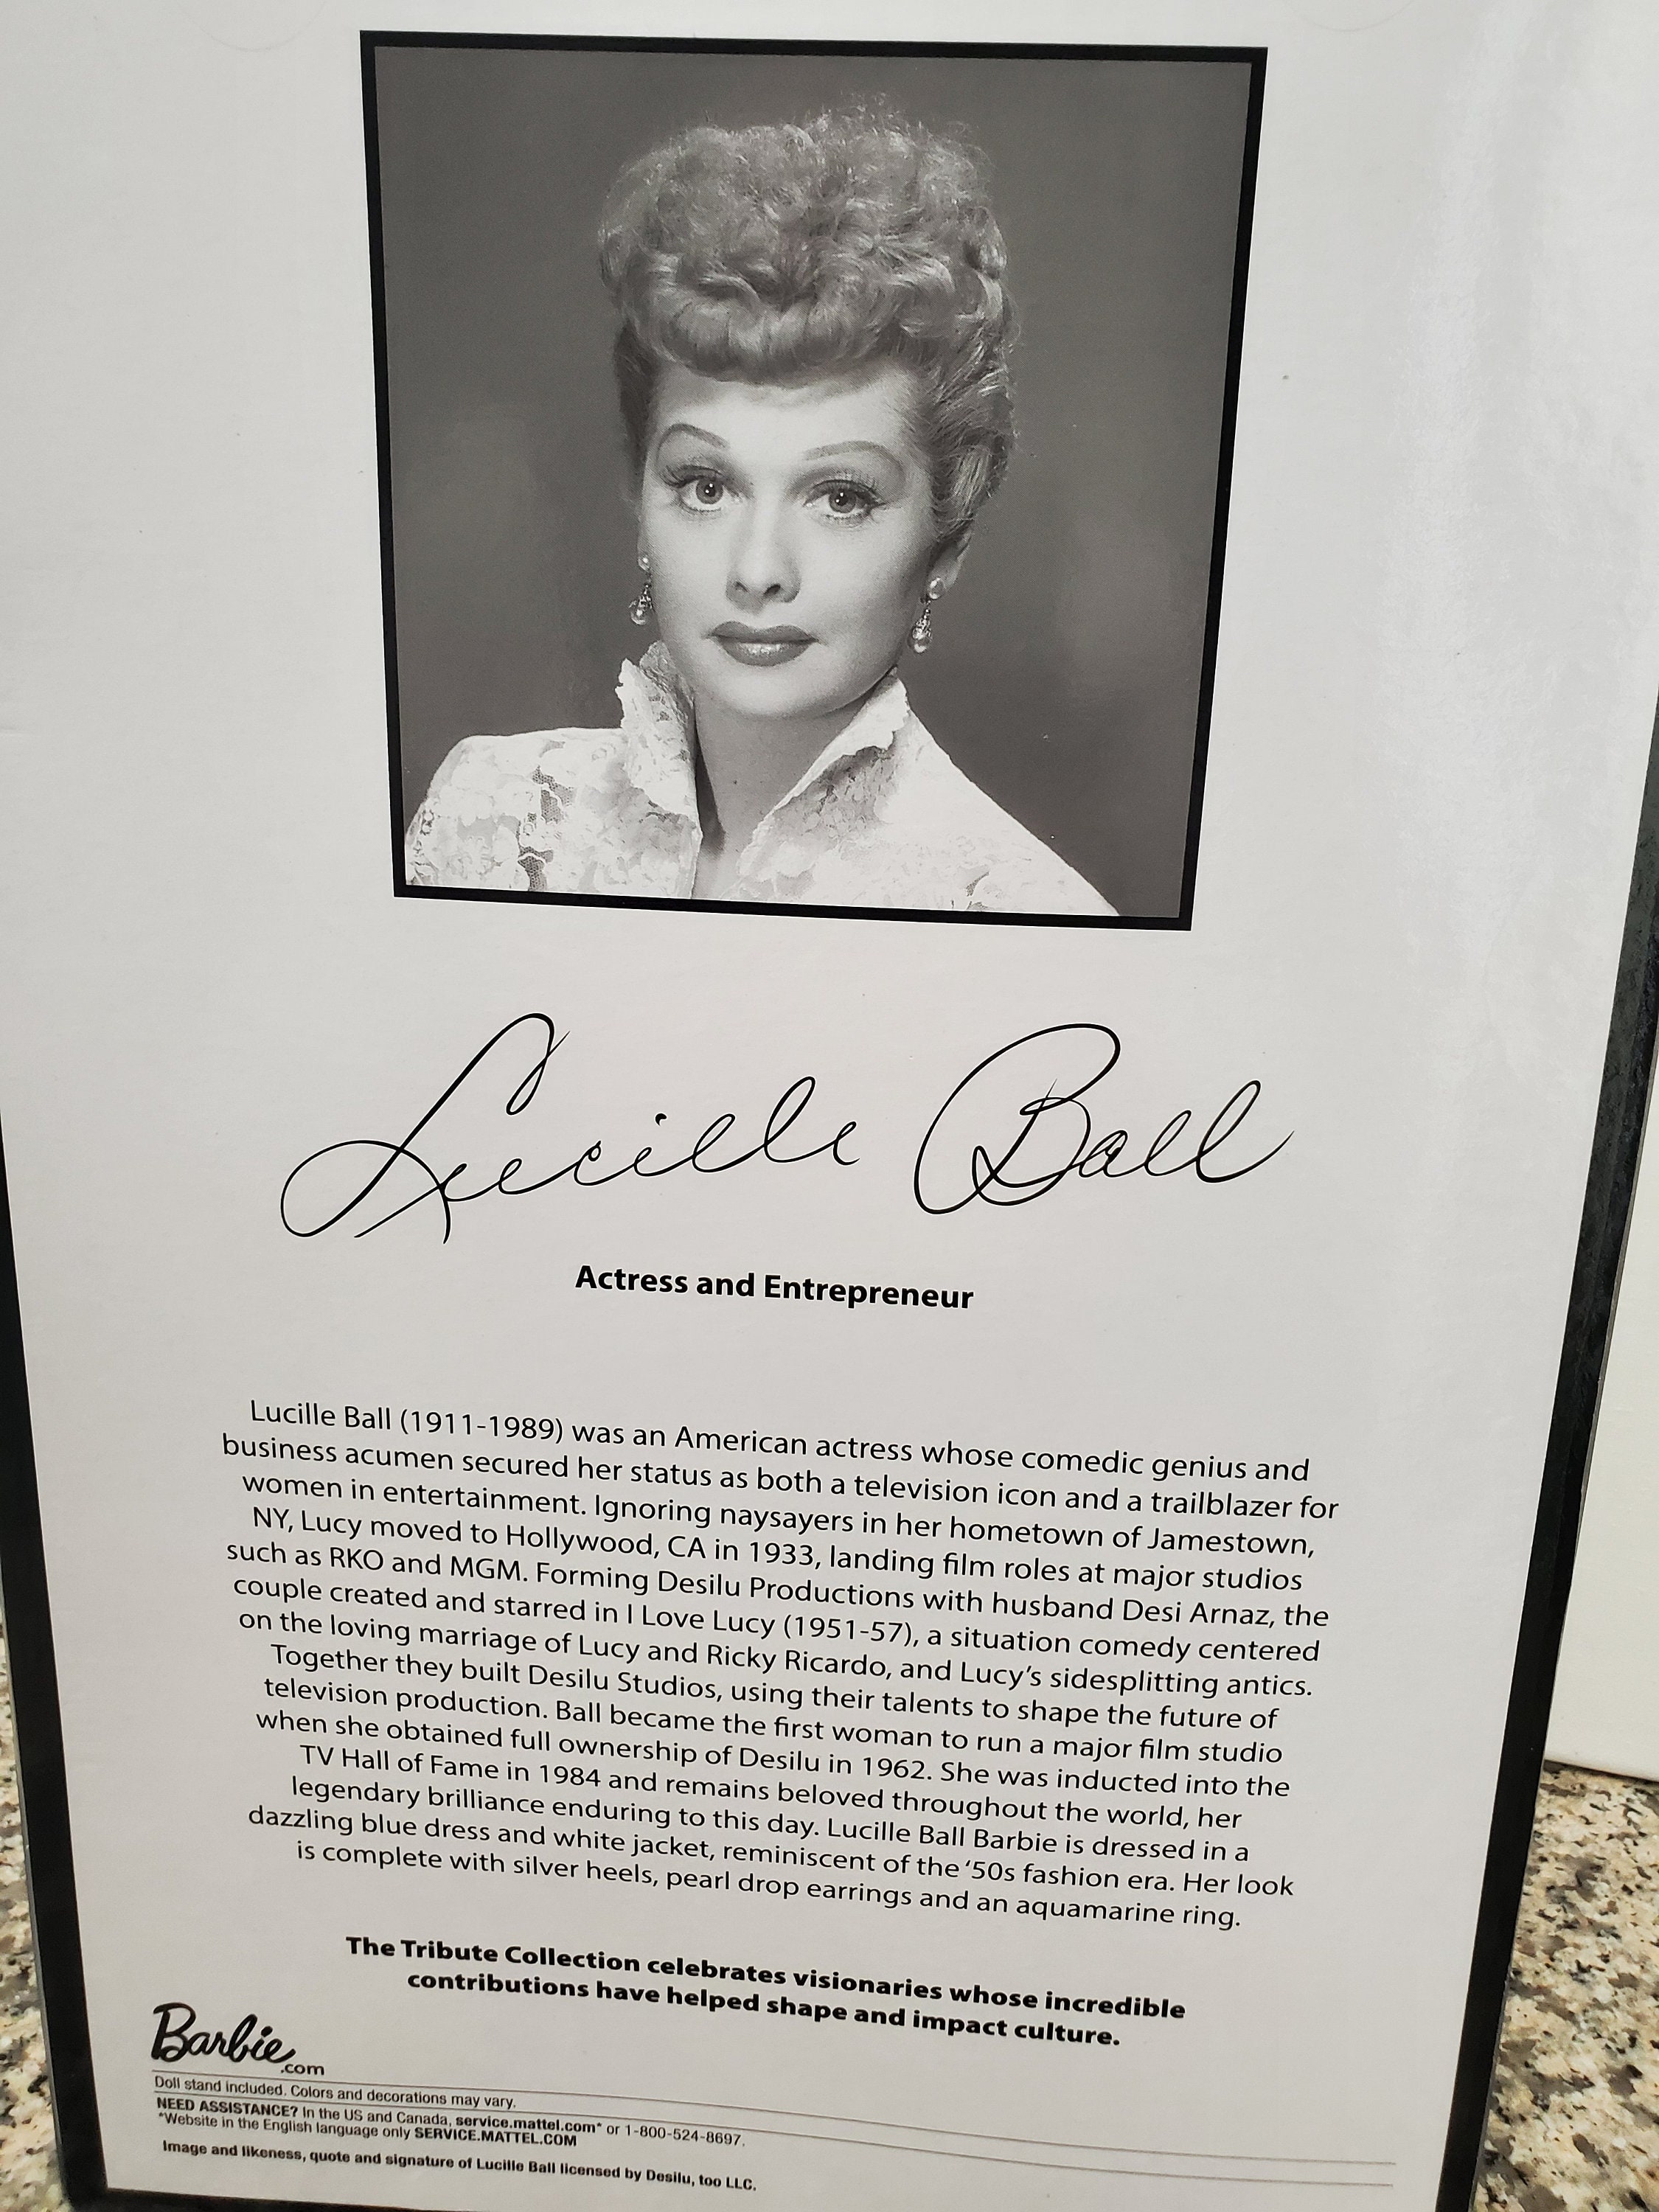 Lucille Ball
Actress and Entrepreneur
Lucille Ball (1911-1989) was an American actress whose comedic genius and
business acumen secured her status as both a television icon and a trailblazer for
women in entertainment. Ignoring naysayers in her hometown of Jamestown,
NY, Lucy moved to Hollywood, CA in 1933, landing film roles at major studios
such as RKO and MGM. Forming Desilu Productions with husband Desi Arnaz, the
couple created and starred in I Love Lucy (1951-57), a situation comedy centered
on the loving marriage of Lucy and Ricky Ricardo, and Lucy's sidesplitting antics.
Together they built Desilu Studios, using their talents to shape the future of
television production. Ball became the first woman to run a major film studio
when she obtained full ownership of Desilu in 1962. She was inducted into the
TV Hall of Fame in 1984 and remains beloved throughout the world, her
legendary brilliance enduring to this day. Lucille Ball Barbie is dressed in a
dazzling blue dress and white jacket, reminiscent of the '50s fashion era. Her look
is complete with silver heels, pearl drop earrings and an aquamarine ring.
The Tribute Collection celebrates visionaries whose incredible
contributions have helped shape and impact culture.
Barbie.com
Doll stand included. Colors and decorations may vary.
NEED ASSISTANCE? In the US and Canada, service.mattel.com* or 1-800-524-8697.
*Website in the English language only SERVICE.MATTEL.COM
Image and likeness, quote and signature of Lucille Ball licensed by Desilu, too LLC.